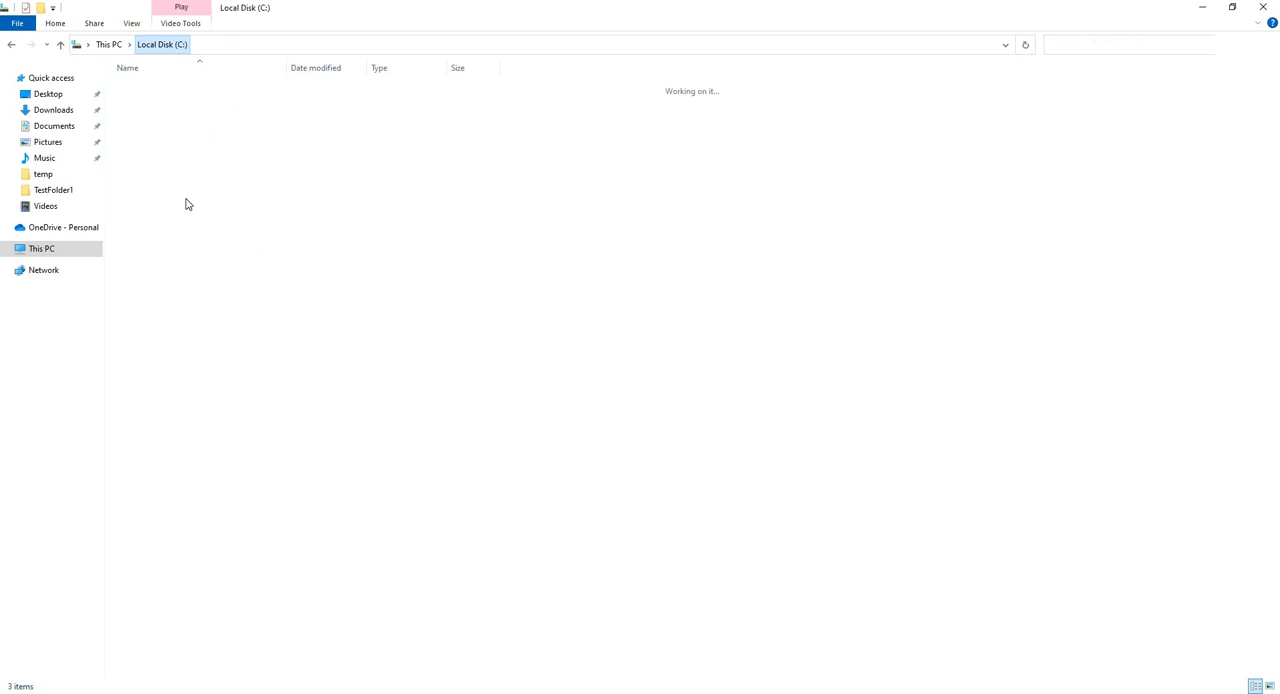 Play
Local Disk (C:)
File
Home
Share
View
Video Tools
This PC
Local Disk (C:)
Name
Date modified
Type
Size
Working on it...
Quick access
Desktop
Downloads
Documents
Pictures
Music
temp
TestFolder1
Videos
OneDrive - Personal
This PC
Network
3 items